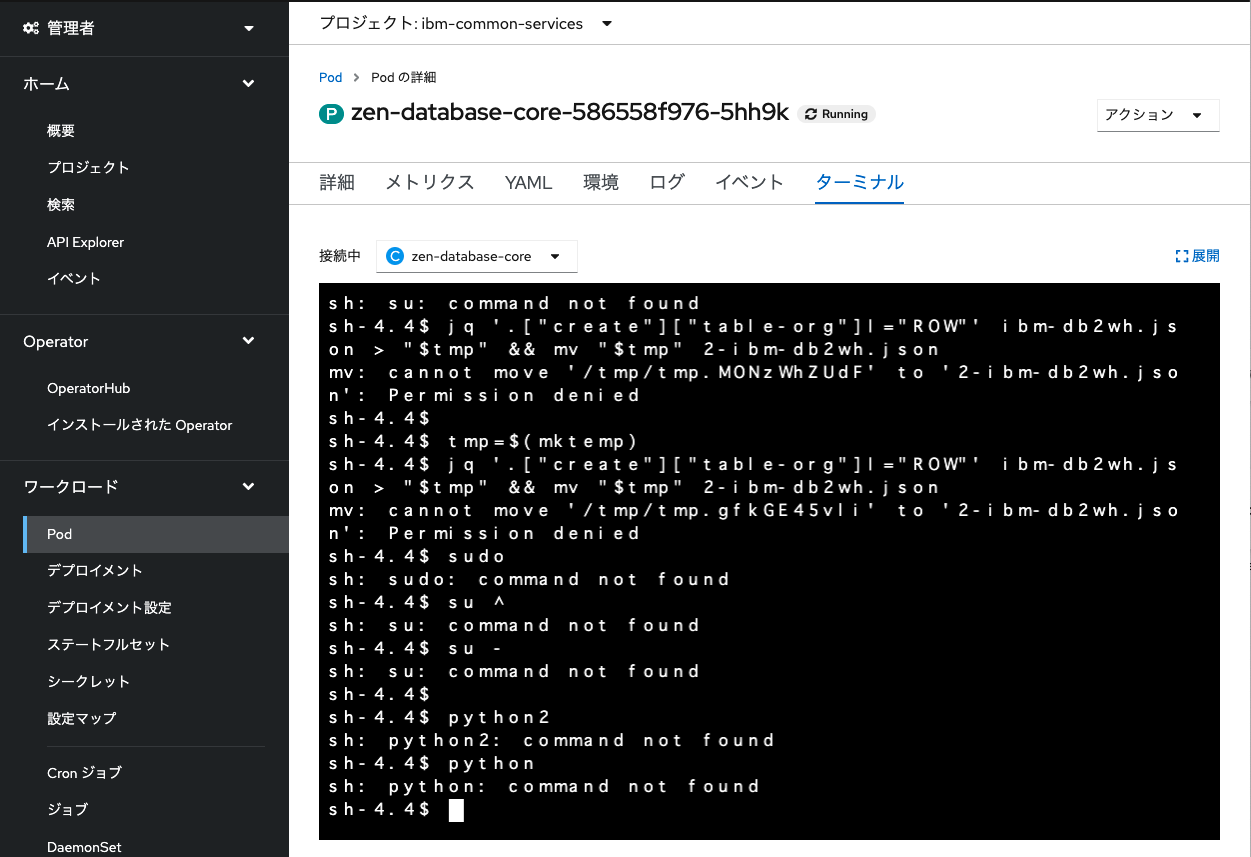 管理者
ホーム
概要
プロジェクト
検索
API Explorer
イベント
Operator
OperatorHub
インストールされた Operator
ワークロード
Pod
デプロイメント
デプロイメント設定
ステートフルセット
シークレット
設定マップ
Cron ジョブ
ジョブ
DaemonSet
プロジェクト: ibm-common-services
Pod > Pod の詳細
P zen-database-core-586558f976-5hh9k Running
アクション
詳細 メトリクス YAML 環境 ログ イベント ターミナル
接続中 C zen-database-core 展開
sh: su: command not found
sh-4.4$ jq '.["create"]["table-org"]|="ROW"' ibm-db2wh.js
on > "$tmp" && mv "$tmp" 2-ibm-db2wh.json
mv: cannot move '/tmp/tmp.MONzWhZUdF' to '2-ibm-db2wh.jso
n': Permission denied
sh-4.4$
sh-4.4$ tmp=$(mktemp)
sh-4.4$ jq '.["create"]["table-org"]|="ROW"' ibm-db2wh.js
on > "$tmp" && mv "$tmp" 2-ibm-db2wh.json
mv: cannot move '/tmp/tmp.gfkGE45vli' to '2-ibm-db2wh.jso
n': Permission denied
sh-4.4$ sudo
sh: sudo: command not found
sh-4.4$ su ^
sh: su: command not found
sh-4.4$ su -
sh: su: command not found
sh-4.4$
sh-4.4$ python2
sh: python2: command not found
sh-4.4$ python
sh: python: command not found
sh-4.4$